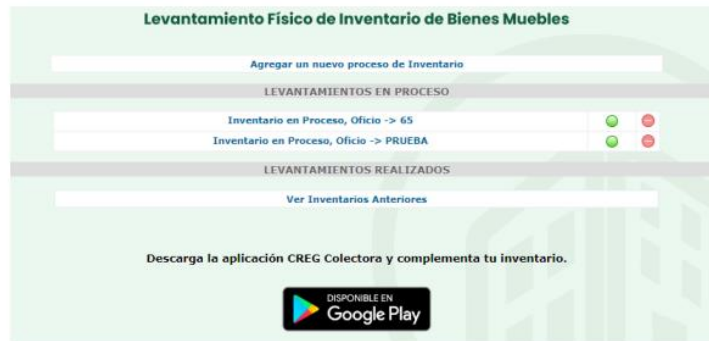 Levantamiento Físico de Inventario de Bienes Muebles
Agregar un nuevo proceso de Inventario
LEVANTAMIENTOS EN PROCESO
Inventario en Proceso, Oficio -> 65
Inventario en Proceso, Oficio -> PRUEBA
LEVANTAMIENTOS REALIZADOS
Ver Inventarios Anteriores
Descarga la aplicación CREG Colectora y complementa tu inventario.
DISPONIBLE EN
Google Play